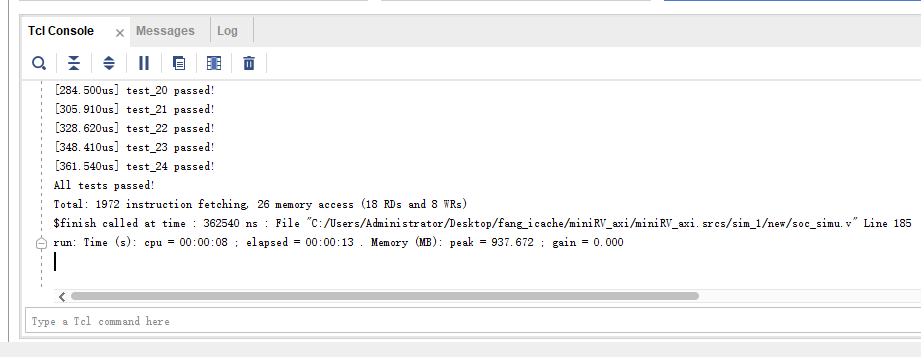 Tcl Console
Messages
Log
[284.500us] test_20 passed!
[305.910us] test_21 passed!
[328.620us] test_22 passed!
[348.410us] test_23 passed!
[361.540us] test_24 passed!
All tests passed!
Total: 1972 instruction fetching, 26 memory access (18 RDs and 8 WRs)
$finish called at time : 362540 ns : File "C:/Users/Administrator/Desktop/fang_icache/miniRV_axi/miniRV_axi.srcs/sim_1/new/soc_simu.v" Line 185
run: Time (s): cpu = 00:00:08 ; elapsed = 00:00:13 . Memory (MB): peak = 937.672 ; gain = 0.000
Type a Tcl command here